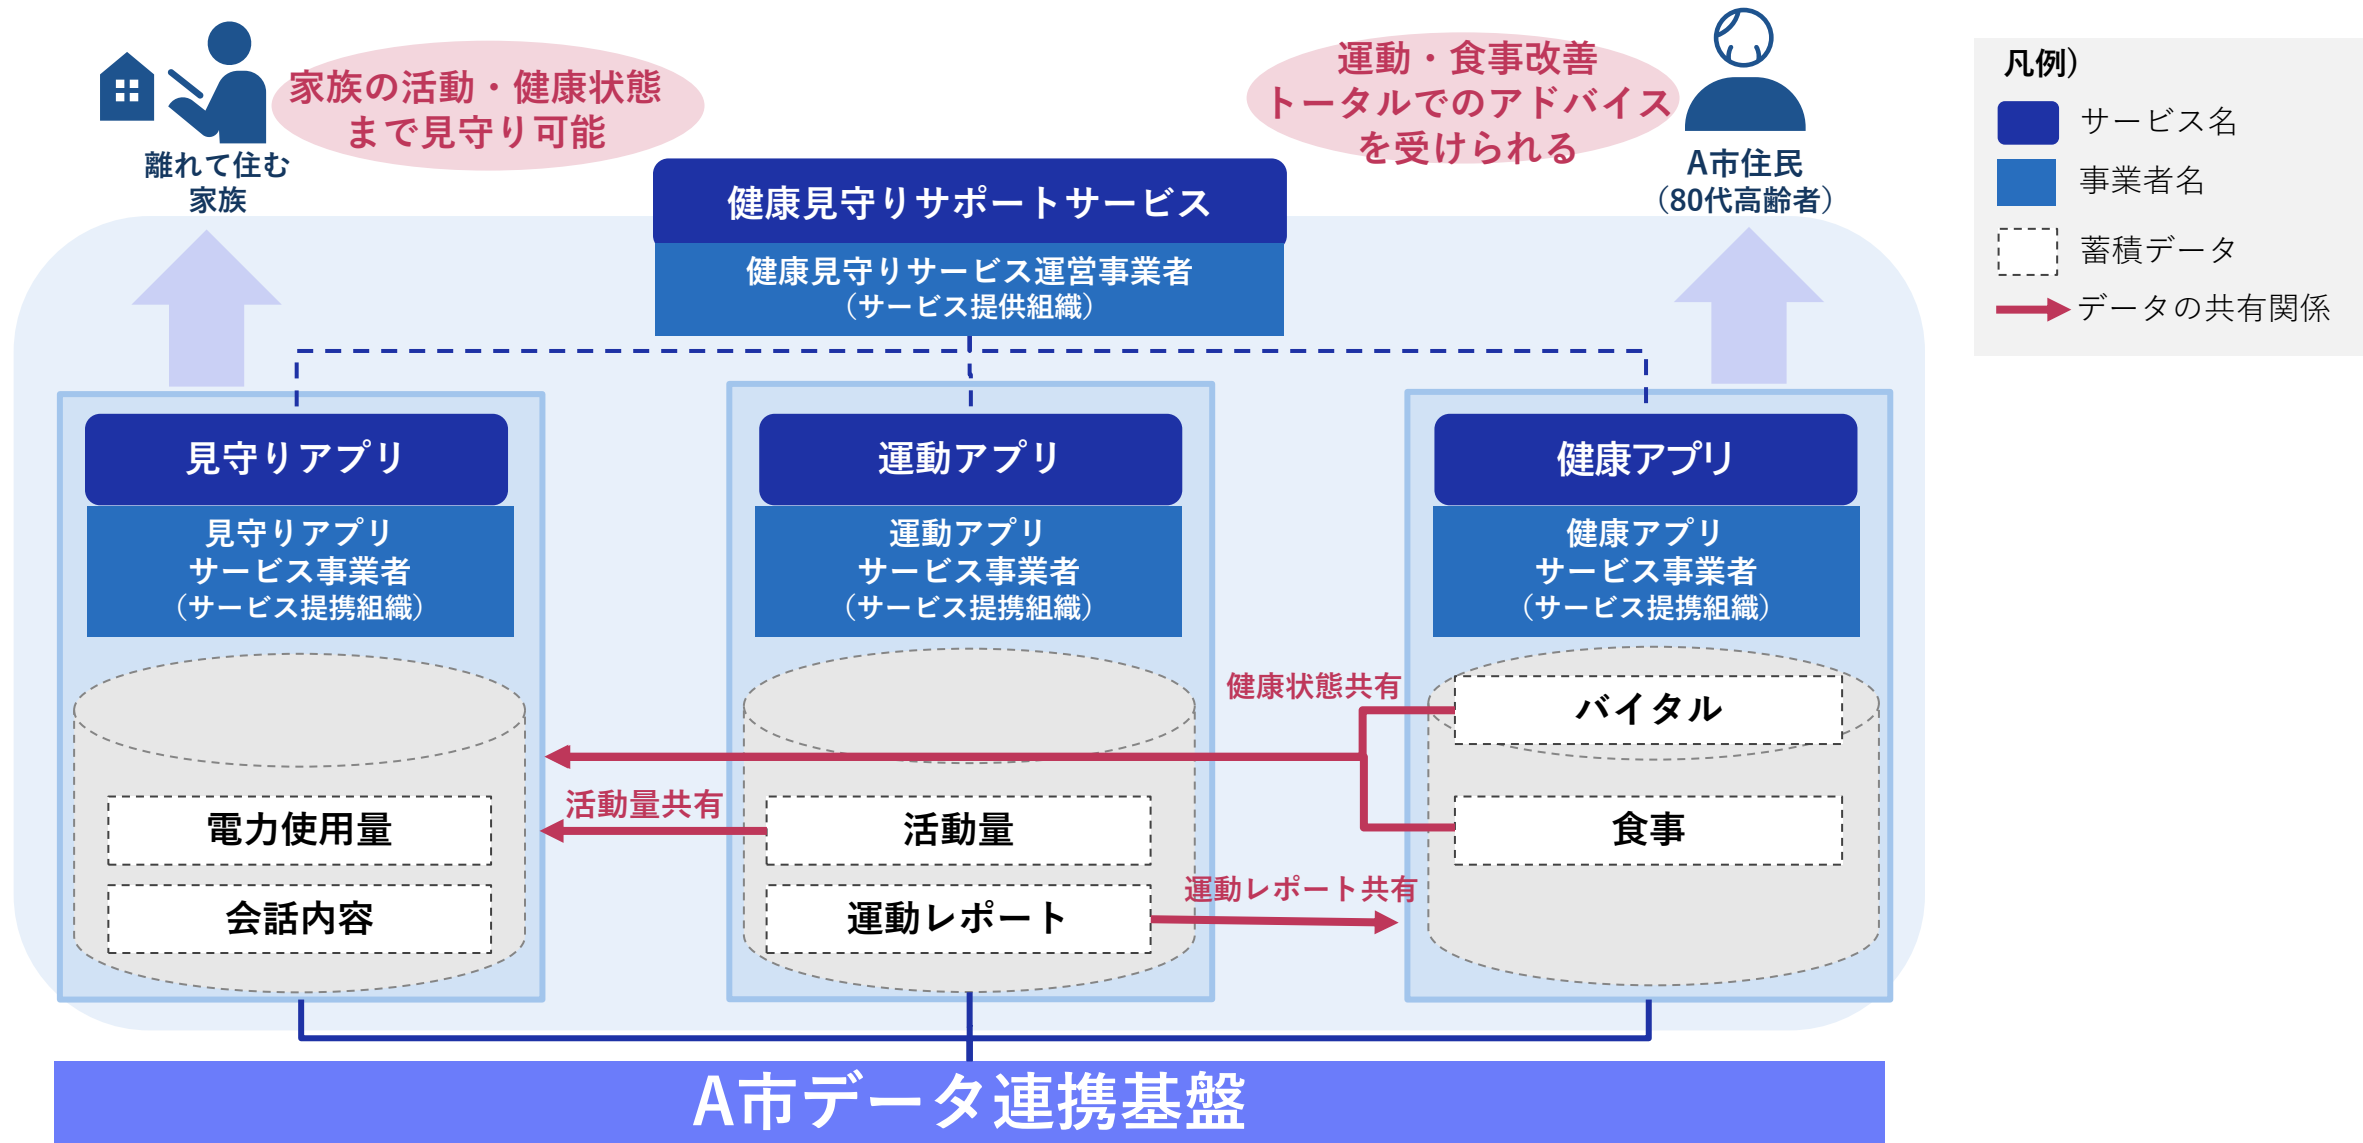 家族の活動・健康状態
まで見守り可能
離れて住む
家族
運動・食事改善
トータルでのアドバイス
を受けられる
A市住民
（80代高齢者）
凡例）
サービス名
事業者名
蓄積データ
データの共有関係
健康見守りサポートサービス
健康見守りサービス運営事業者
（サービス提供組織）
見守りアプリ
見守りアプリ
サービス事業者
（サービス提携組織）
運動アプリ
運動アプリ
サービス事業者
（サービス提携組織）
健康アプリ
健康アプリ
サービス事業者
（サービス提携組織）
健康状態共有
バイタル
活動量共有
電力使用量
活動量
食事
運動レポート共有
会話内容
運動レポート
A市データ連携基盤